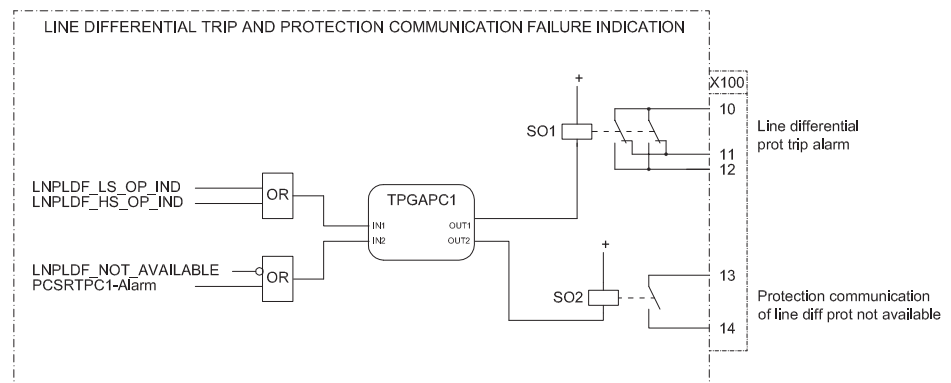 LINE DIFFERENTIAL TRIP AND PROTECTION COMMUNICATION FAILURE INDICATION
X100
+
10
SO1
Line differential
prot trip alarm
11
12
LNPLDF_LS_OP_IND
LNPLDF_HS_OP_IND
OR
TPGAPC1
IN1
OUT1
IN2
OUT2
+
LNPLDF_NOT_AVAILABLE
PCSRTPC1-Alarm
OR
13
SO2
Protection communication
of line diff prot not available
14